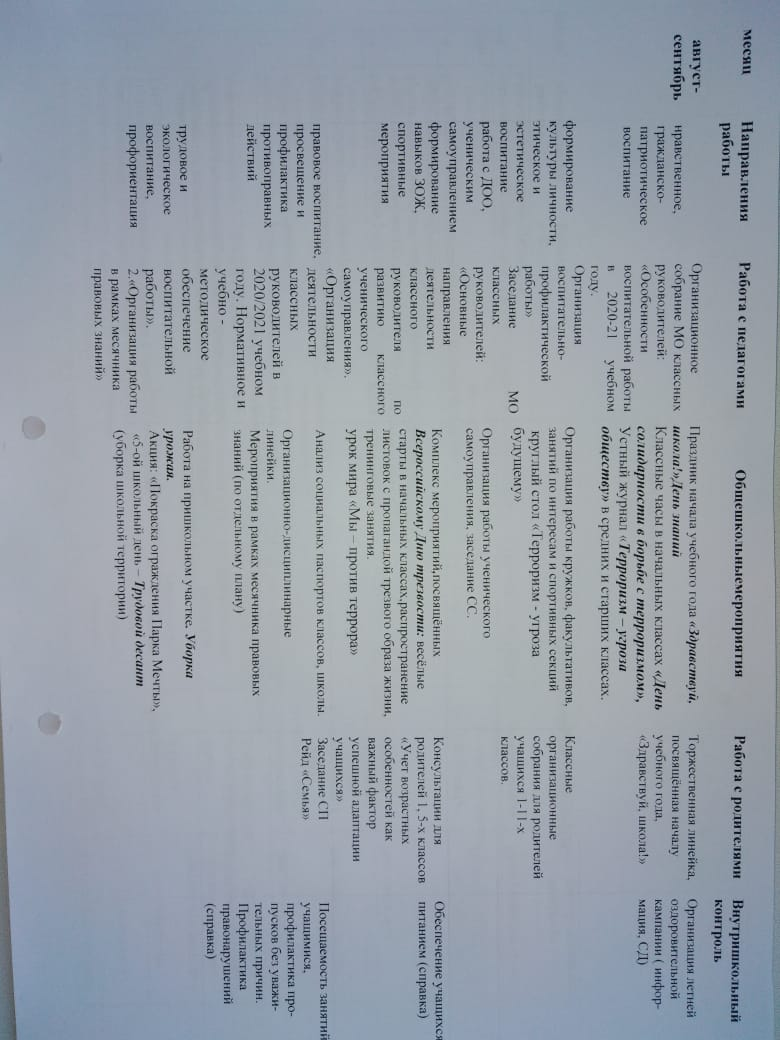 месяц
август-
сентябрь
Направления
работы
нравственное,
гражданско-
патриотическое
воспитание
формирование
культуры личности,
этическое и
эстетическое
воспитание
работа с ДОО,
ученическим
самоуправлением
формирование
навыков ЗОЖ,
спортивные
мероприятия
правовое воспитание,
просвещение и
профилактика
противоправных
действий
трудовое и
экологическое
воспитание,
профориентация
Работа с педагогами
Организационное
собрание МО классных
руководителей:
«Особенности
воспитательной работы
в 2020-21 учебном
году.
Организация
воспитательно-
профилактической
работы»
Заседание МО
классных
руководителей:
«Основные
направления
деятельности
классного
руководителя по
развитию классного
ученического
самоуправления».
«Организация
деятельности
классных
руководителей в
2020/2021 учебном
году. Нормативное и
учебно -
методическое
обеспечение
воспитательной
работы».
2.«Организация работы
в рамках месячника
правовых знаний»
Общешкольныемероприятия
Праздник начала учебного года «Здравствуй,
школа!»День знаний
Классные часы в начальных классах «День
солидарности в борьбе с терроризмом»,
Устный журнал «Терроризм – угроза
обществу» в средних и старших классах.
Организация работы кружков, факультативов,
занятий по интересам и спортивных секций
круглый стол «Терроризм - угроза
будущему»
Организация работы ученического
самоуправления, заседание СС.
Комплекс мероприятий,посвящённых
Всероссийскому Дню трезвости: весёлые
старты в начальных классах,распространение
листовок с пропагандой трезвого образа жизни,
тренинговые занятия.
урок мира «Мы – против террора»
Анализ социальных паспортов классов, школы.
Организационно-дисциплинарные
линейки.
Мероприятия в рамках месячника правовых
знаний (по отдельному плану)
Работа на пришкольном участке. Уборка
урожая.
Акция: «Покраска ограждения Парка Мечты»,
«5-ой школьный день – Трудовой десант
(уборка школьной территории)
Работа с родителями
Торжественная линейка,
посвящённая началу
учебного года,
«Здравствуй, школа!»
Классные
организационные
собрания для родителей
учащихся 1-11-х
классов.
Консультации для
родителей 1, 5-х классов
«Учет возрастных
особенностей как
важный фактор
успешной адаптации
учащихся»
Заседание СП
Рейд «Семья»
Внутришкольный
контроль
Организация летней
оздоровительной
кампании ( инфор-
мация, СД)
Обеспечение учащихся
питанием (справка)
Посещаемость занятий
учащимися,
профилактика про-
пусков без уважи-
тельных причин.
Профилактика
правонарушений
(справка)